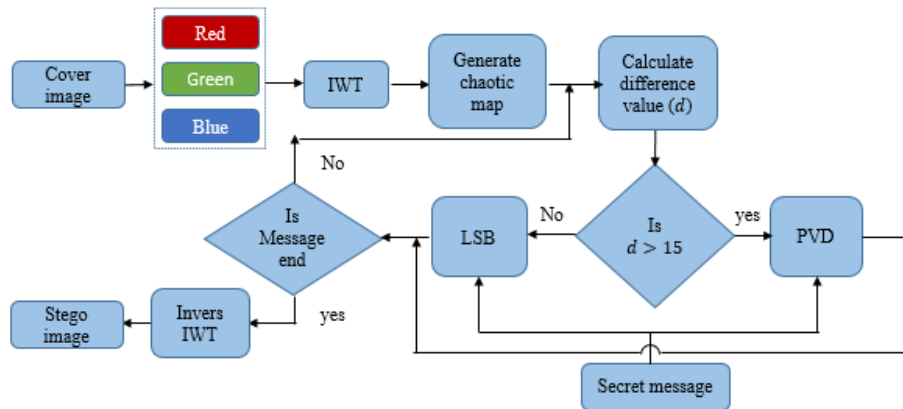 Red
Cover
image
Green
Blue
IWT
Generate
chaotic
map
Calculate
difference
value (d)
No
Is
Message
end
LSB
No
Is
d > 15
yes
PVD
Stego
image
Invers
IWT
yes
Secret message